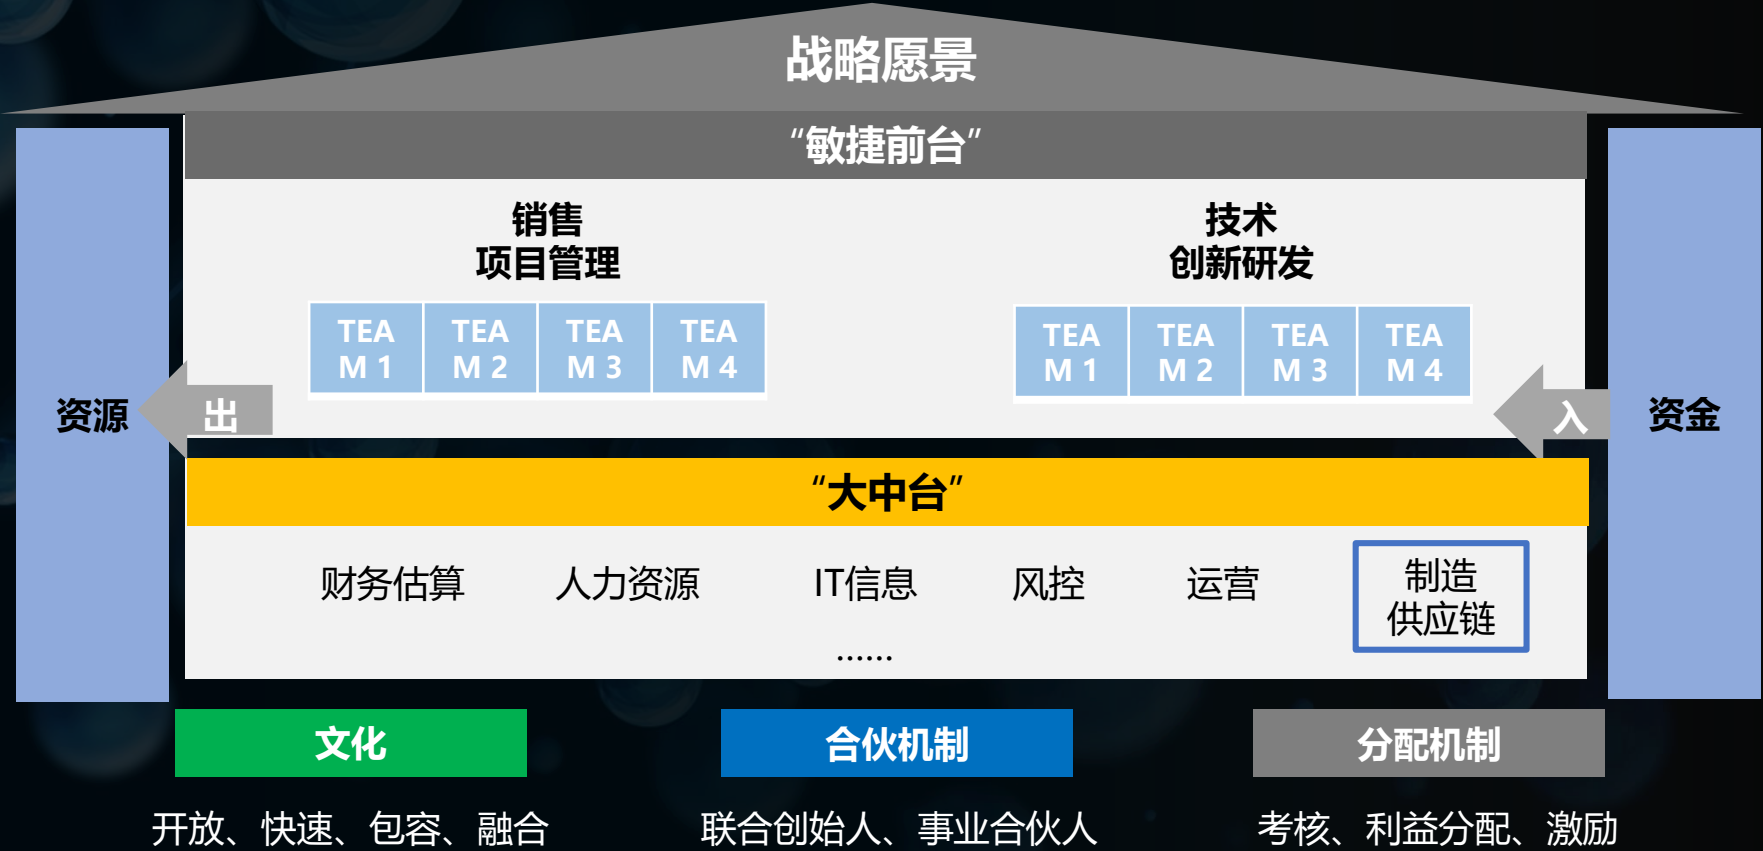 战略愿景
“敏捷前台”
销售
项目管理
技术
创新研发
TEA
M 1
TEA
M 2
TEA
M 3
TEA
M 4
TEA
M 1
TEA
M 2
TEA
M 3
TEA
M 4
资源
出
入
资金
“大中台”
财务估算
人力资源
IT信息
风控
运营
制造
供应链
......
文化
合伙机制
分配机制
开放、快速、包容、融合
联合创始人、事业合伙人
考核、利益分配、激励